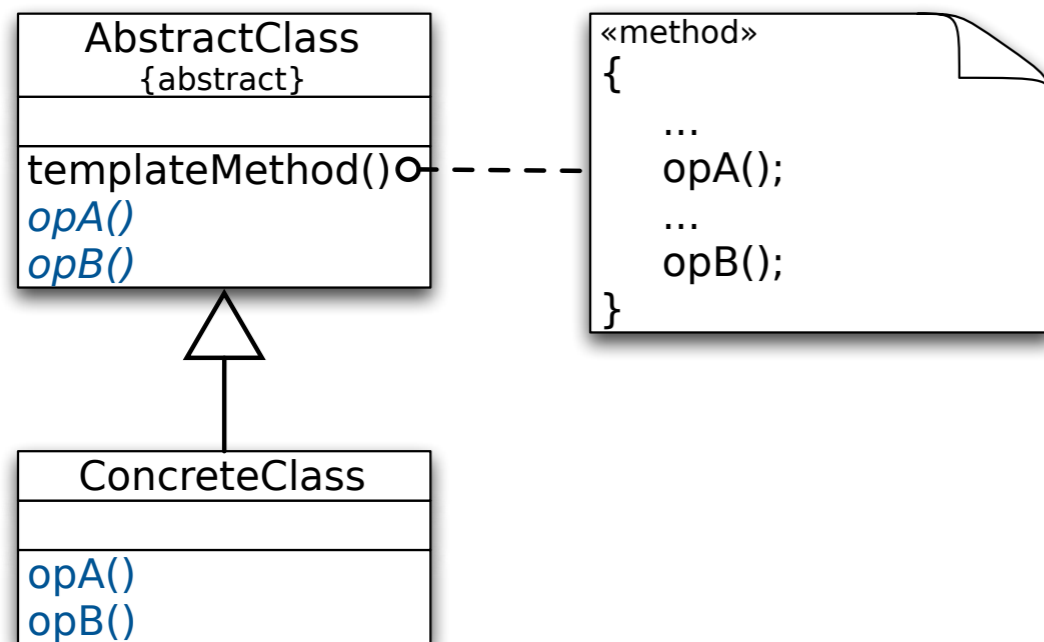 AbstractClass
{abstract}
templateMethod()
opA()
opB()
«method»
{
...
opA();
...
opB();
}
ConcreteClass
opA()
opB()